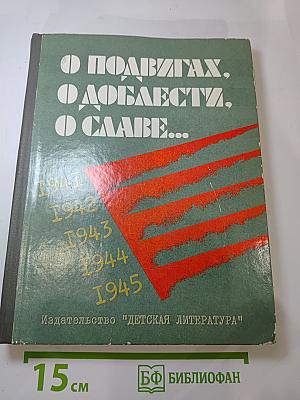 О ПОДВИГАХ,
О ДОБЛЕСТИ,
О СЛАВЕ...
1941
1942
1943
1944
1945
Издательство "ДЕТСКАЯ ЛИТЕРАТУРА"
15 см
БФ БИБЛИОФАН